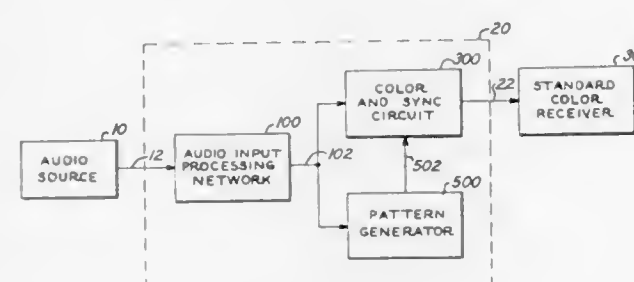 20
300
COLOR
AND SYNC
CIRCUIT
22
STANDARD
COLOR
RECEIVER
10
AUDIO
SOURCE
12
100
AUDIO INPUT
PROCESSING
NETWORK
102
502
500
PATTERN
GENERATOR